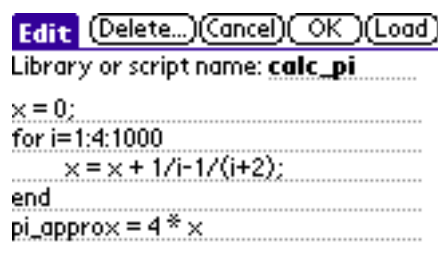 Edit (Delete...)(Cancel)( OK )(Load)
Library or script name: calc_pi
x = 0;
for i=1:4:1000
x = x + 1/i-1/(i+2);
end
pi_approx = 4 * x